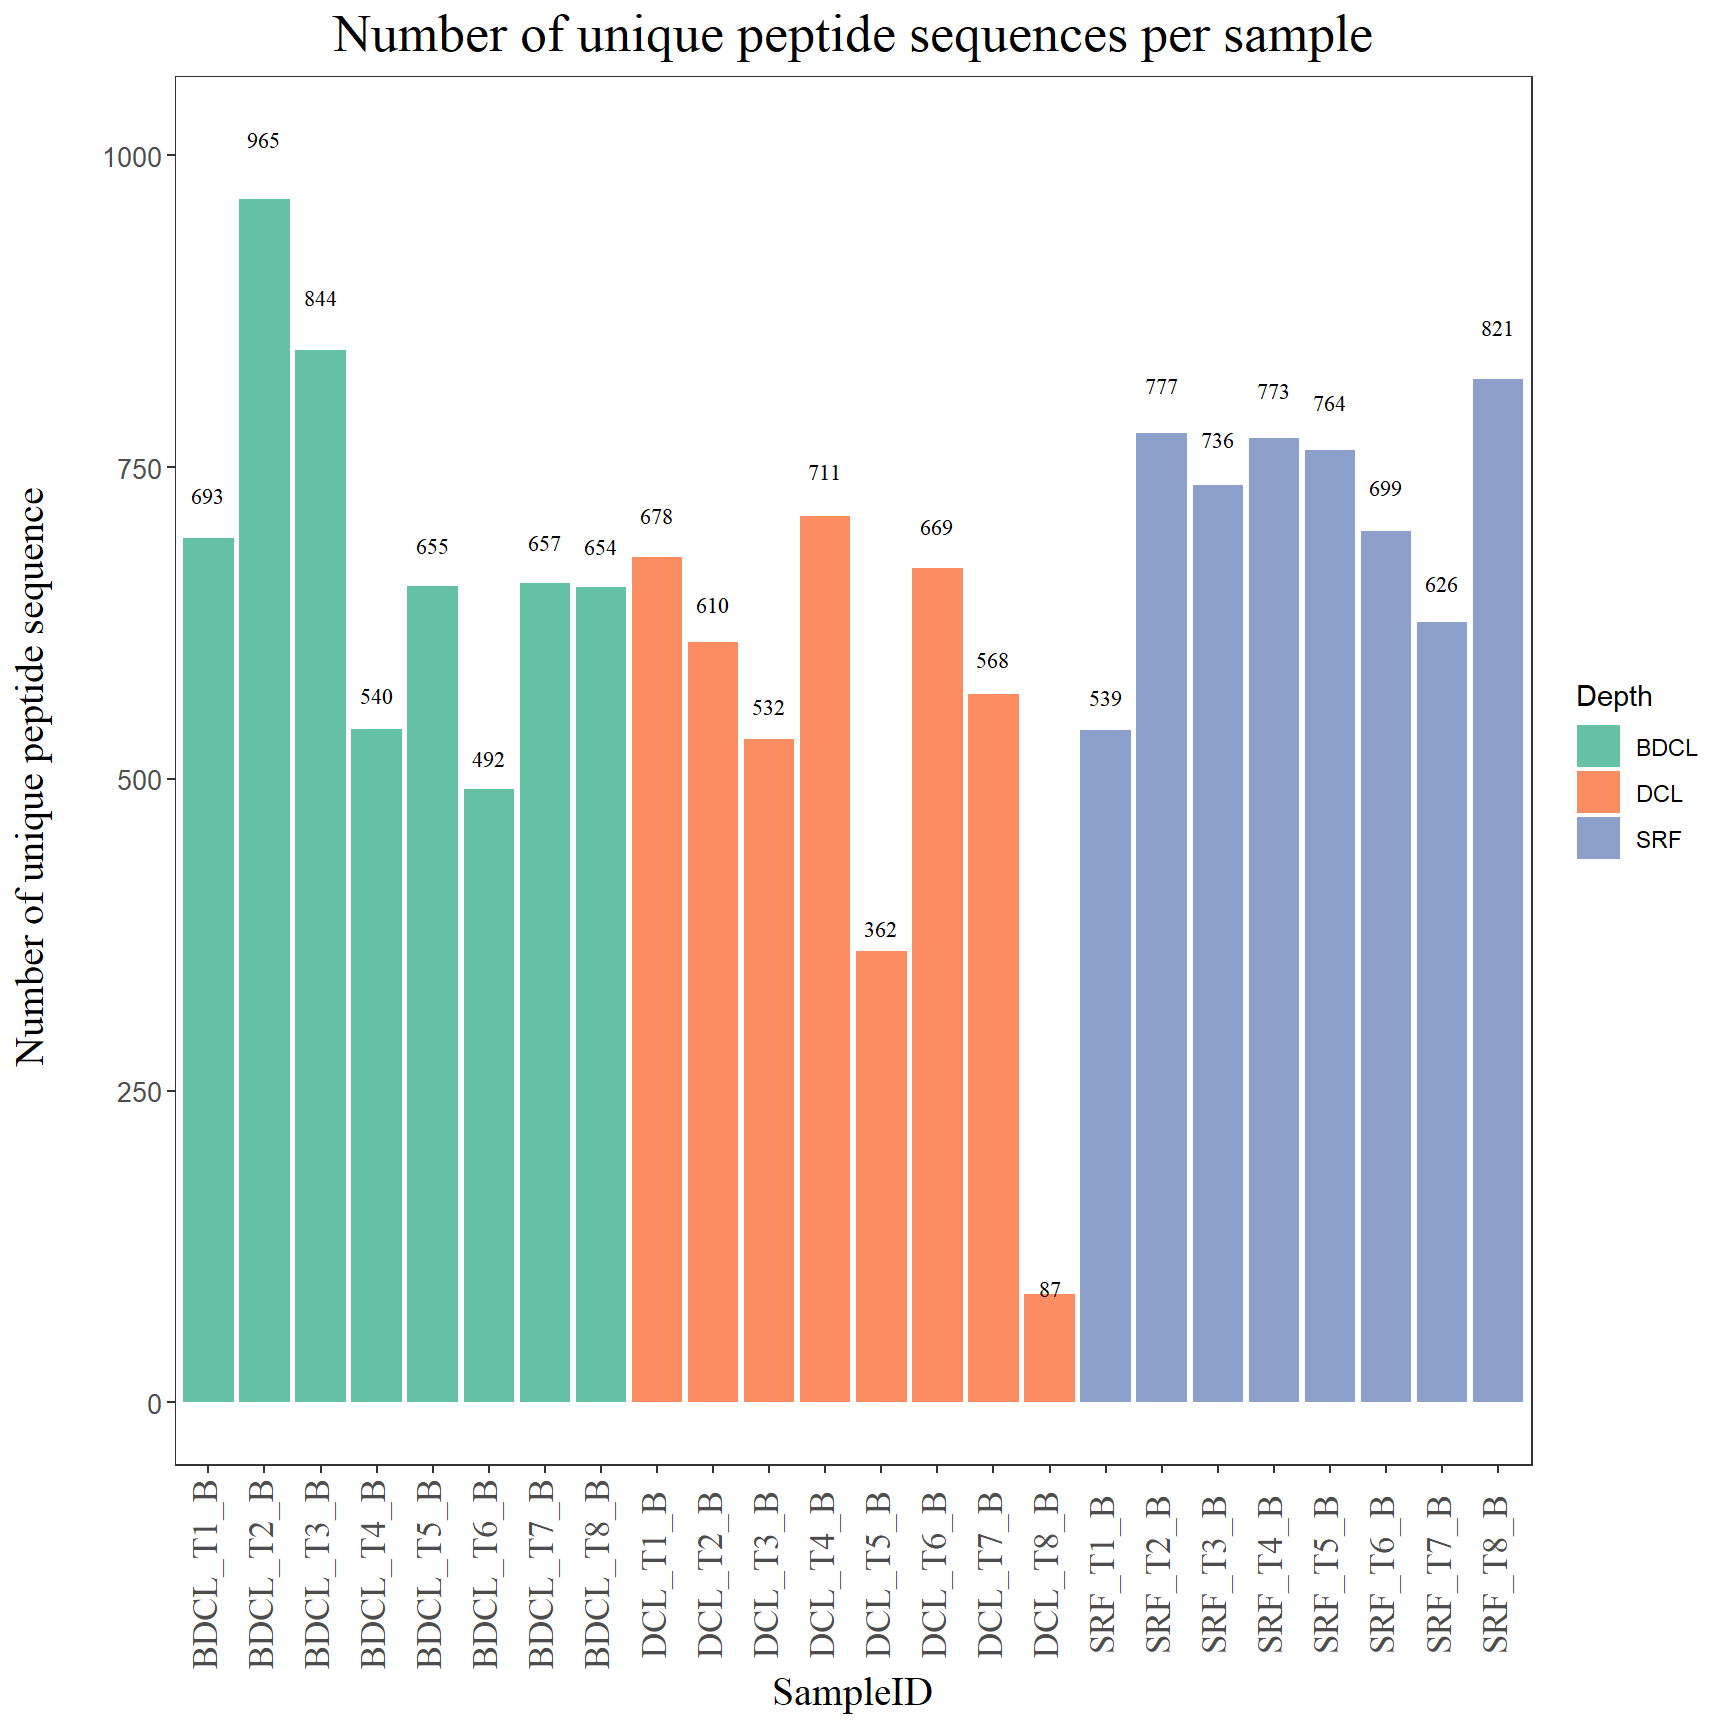 Number of unique peptide sequences per sample
Number of unique peptide sequence
1000
750
500
250
0
693
965
844
540
655
492
657
654
678
610
532
711
362
669
568
87
539
777
736
773
764
699
626
821
BDCL_T1_B
BDCL_T2_B
BDCL_T3_B
BDCL_T4_B
BDCL_T5_B
BDCL_T6_B
BDCL_T7_B
BDCL_T8_B
DCL_T1_B
DCL_T2_B
DCL_T3_B
DCL_T4_B
DCL_T5_B
DCL_T6_B
DCL_T7_B
DCL_T8_B
SRF_T1_B
SRF_T2_B
SRF_T3_B
SRF_T4_B
SRF_T5_B
SRF_T6_B
SRF_T7_B
SRF_T8_B
SampleID
Depth
BDCL
DCL
SRF